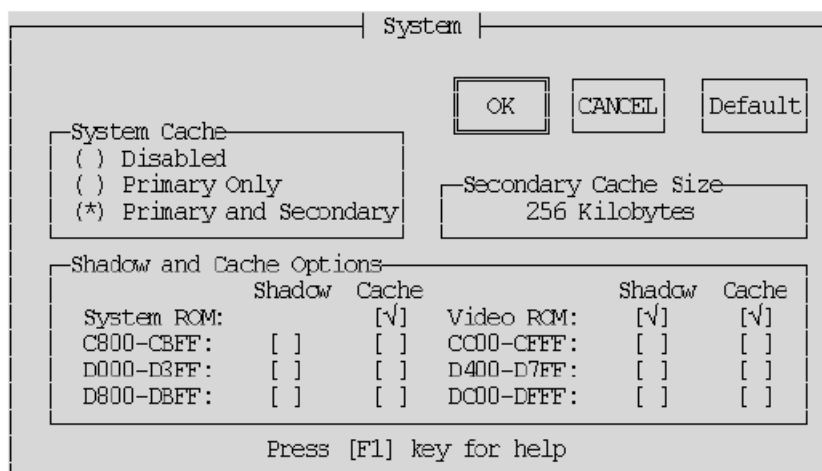 System
OK CANCEL Default
System Cache
( ) Disabled
( ) Primary Only
(*) Primary and Secondary
Secondary Cache Size
256 Kilobytes
Shadow and Cache Options
Shadow Cache Shadow Cache
System ROM: [√] Video ROM: [√] [√]
C800-CBFF: [ ] [ ] CC00-CFFF: [ ] [ ]
D000-D3FF: [ ] [ ] D400-D7FF: [ ] [ ]
D800-DBFF: [ ] [ ] DC00-DFFF: [ ] [ ]
Press [F1] key for help